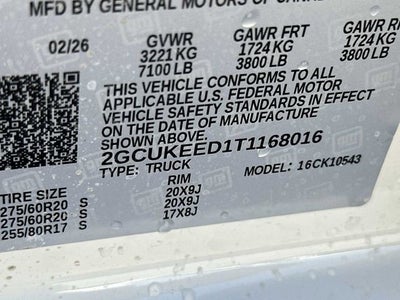 MFD BY GENERAL MOTORS OF CANAD
02/26 GVWR GAWR FRT GAWR R
3221 KG 1724 KG 1724 KG
7100 LB 3800 LB 3800 LB
THIS VEHICLE CONFORMS TO ALL
APPLICABLE U.S. FEDERAL MOTOR
VEHICLE SAFETY STANDARDS IN EFFECT
ON THE DATE OF MANUFACTURE
SHOWN ABOVE.
2GCUKEED1T1168016
TYPE: TRUCK MODEL: 16CK10543
TIRE SIZE RIM
275/60R20 S 20X9J
275/60R20 S 20X9J
255/80R17 S 17X8J